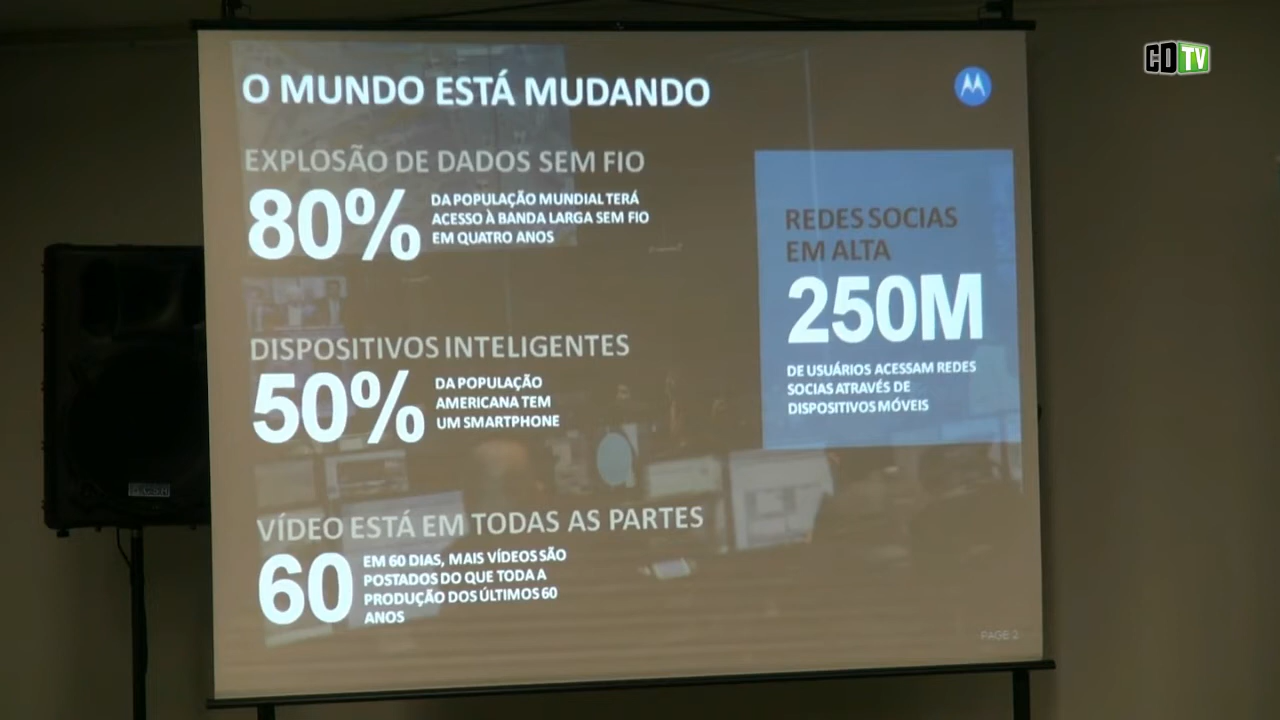 CDTV
O MUNDO ESTÁ MUDANDO
EXPLOSÃO DE DADOS SEM FIO
80%
DA POPULAÇÃO MUNDIAL TERÁ
ACESSO À BANDA LARGA SEM FIO
EM QUATRO ANOS
DISPOSITIVOS INTELIGENTES
50%
DA POPULAÇÃO
AMERICANA TEM
UM SMARTPHONE
VÍDEO ESTÁ EM TODAS AS PARTES
60
EM 60 DIAS, MAIS VÍDEOS SÃO
POSTADOS DO QUE TODA A
PRODUÇÃO DOS ÚLTIMOS 60
ANOS
REDES SOCIAS
EM ALTA
250M
DE USUÁRIOS ACESSAM REDES
SOCIAS ATRAVÉS DE
DISPOSITIVOS MÓVEIS
PAGE 2